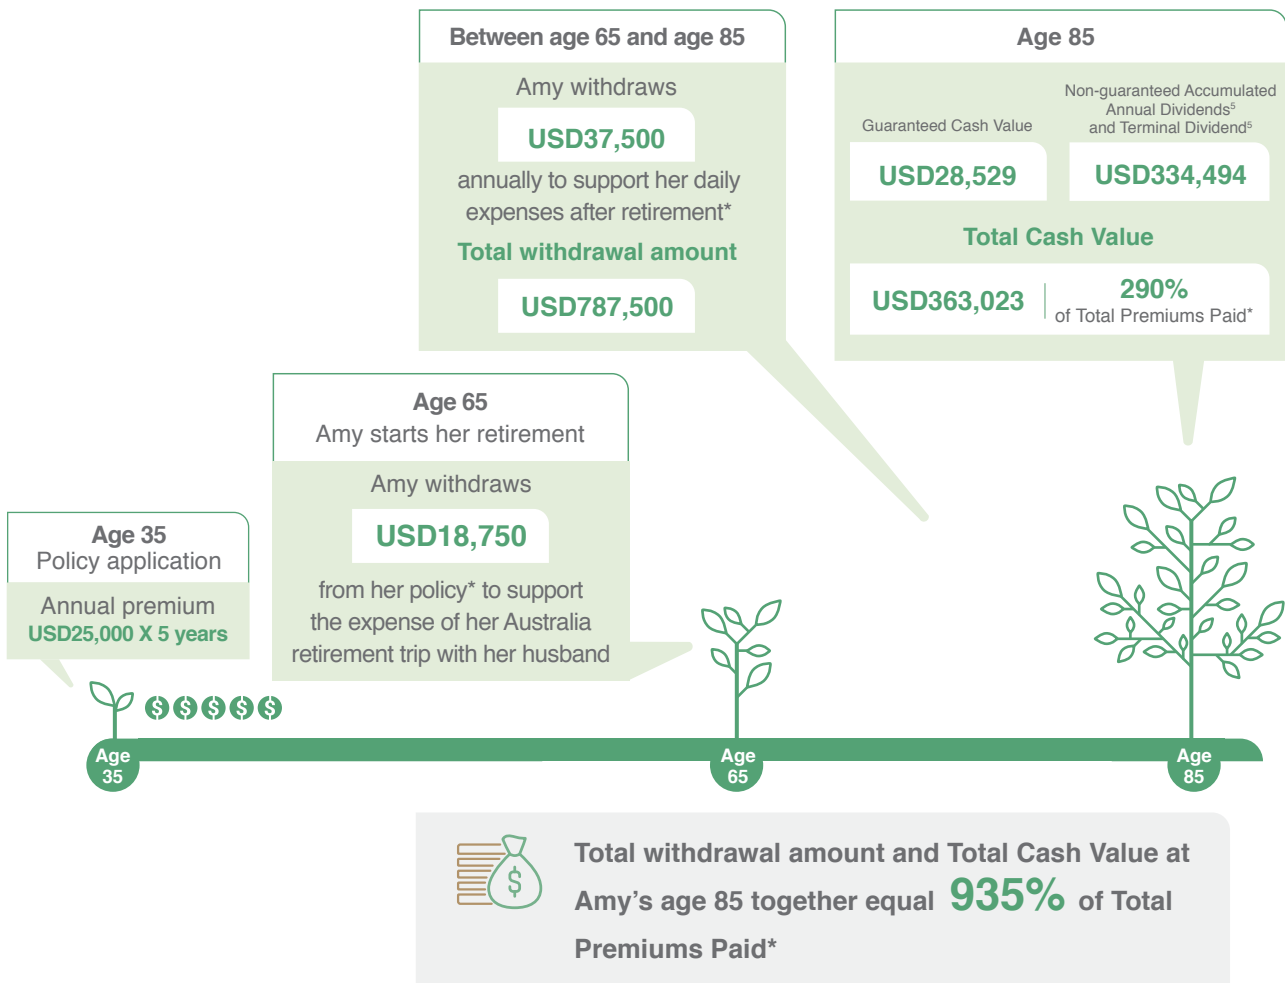 Between age 65 and age 85
Amy withdraws
USD37,500
annually to support her daily
expenses after retirement*
Total withdrawal amount
USD787,500
Age 85
Guaranteed Cash Value
USD28,529
Non-guaranteed Accumulated
Annual Dividends⁵
and Terminal Dividend⁵
USD334,494
Total Cash Value
USD363,023
290%
of Total Premiums Paid*
Age 65
Amy starts her retirement
Amy withdraws
USD18,750
from her policy* to support
the expense of her Australia
retirement trip with her husband
Age 35
Policy application
Annual premium
USD25,000 X 5 years
$ $ $ $ $
Age
35
Age
65
Age
85
$
Total withdrawal amount and Total Cash Value at
Amy’s age 85 together equal 935% of Total
Premiums Paid*